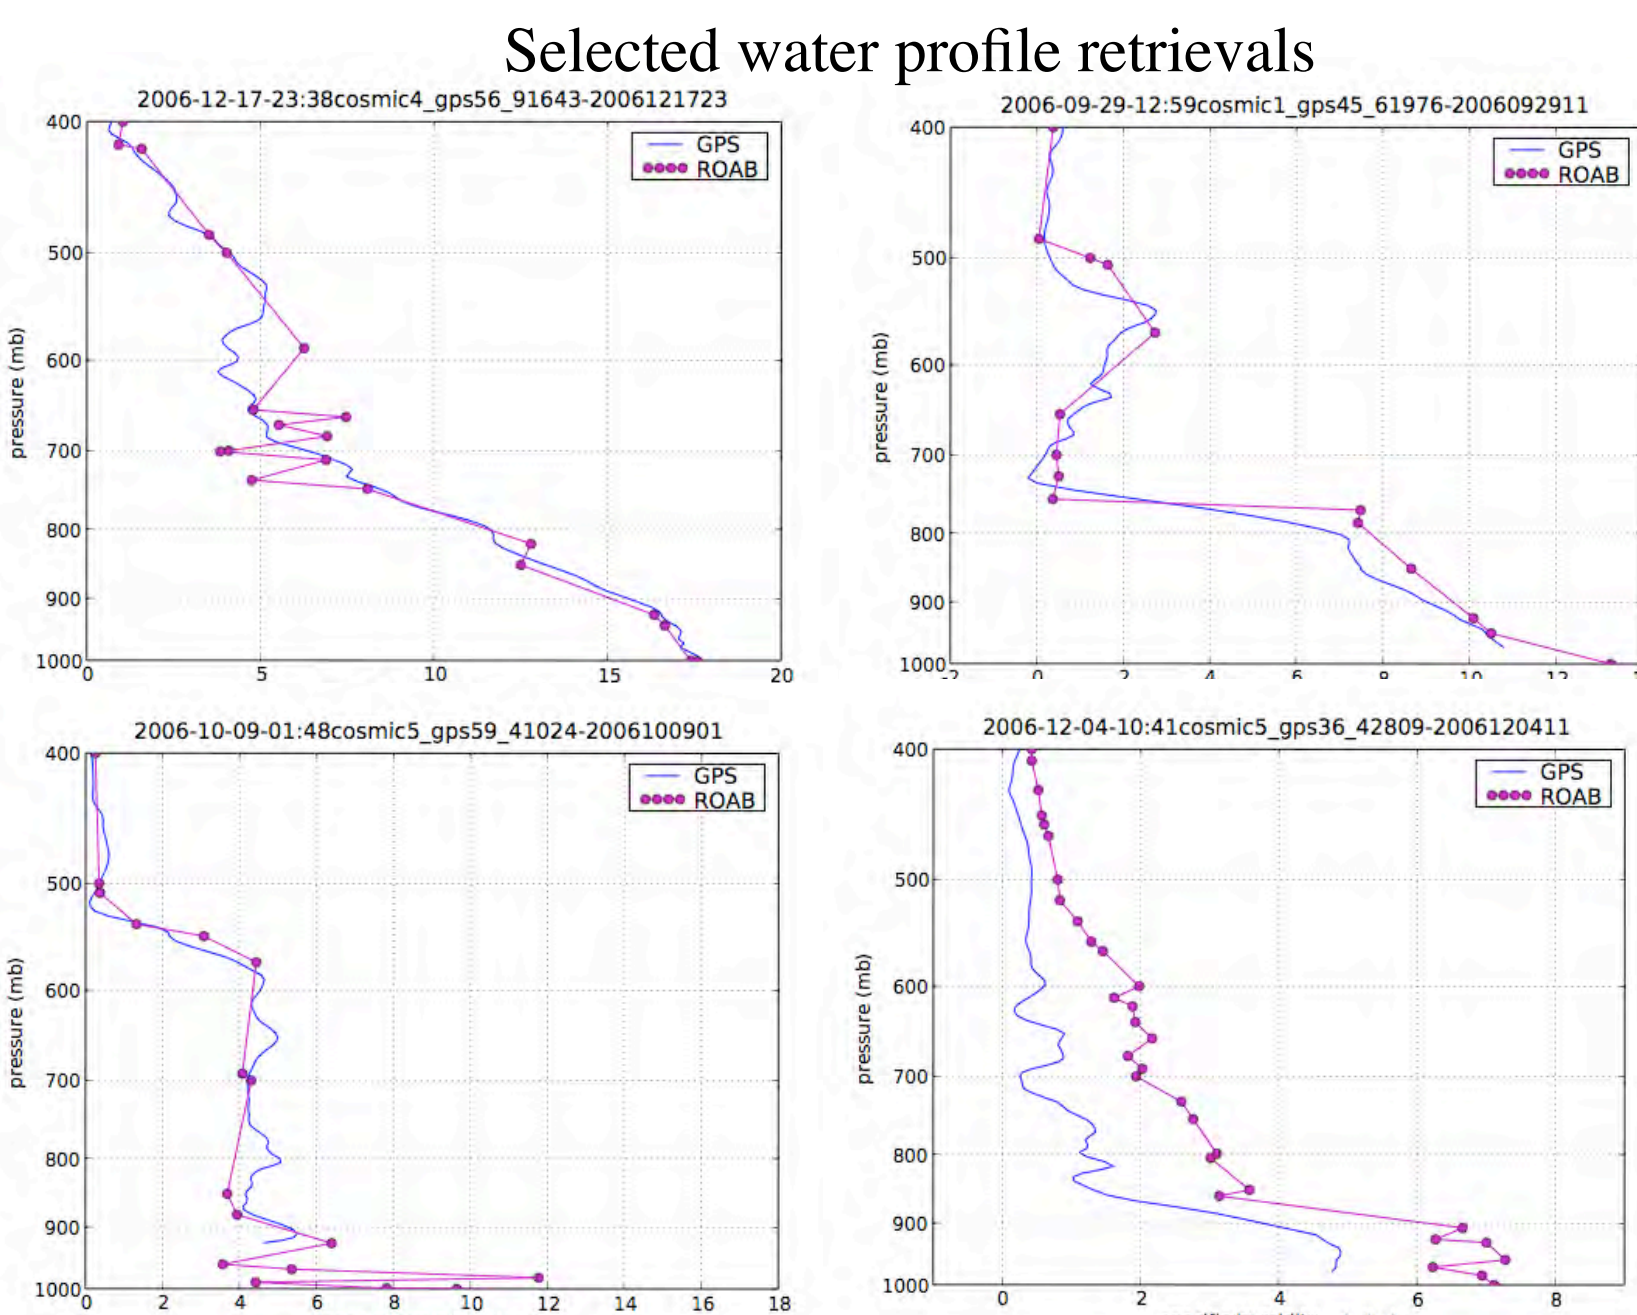 Selected water profile retrievals
2006-12-17-23:38cosmic4_gps56_91643-2006121723
400
500
600
700
800
900
1000
pressure (mb)
GPS
ROAB
0 5 10 15 20
2006-09-29-12:59cosmic1_gps45_61976-2006092911
400
500
600
700
800
900
1000
pressure (mb)
GPS
ROAB
-2 0 2 4 6 8 10 12
2006-10-09-01:48cosmic5_gps59_41024-2006100901
400
500
600
700
800
900
1000
pressure (mb)
GPS
ROAB
0 2 4 6 8 10 12 14 16 18
2006-12-04-10:41cosmic5_gps36_42809-2006120411
400
500
600
700
800
900
1000
pressure (mb)
GPS
ROAB
0 2 4 6 8